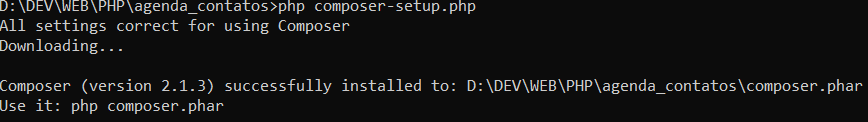 D:\DEV\WEB\PHP\agenda_contatos>php composer-setup.php
All settings correct for using Composer
Downloading...
Composer (version 2.1.3) successfully installed to: D:\DEV\WEB\PHP\agenda_contatos\composer.phar
Use it: php composer.phar